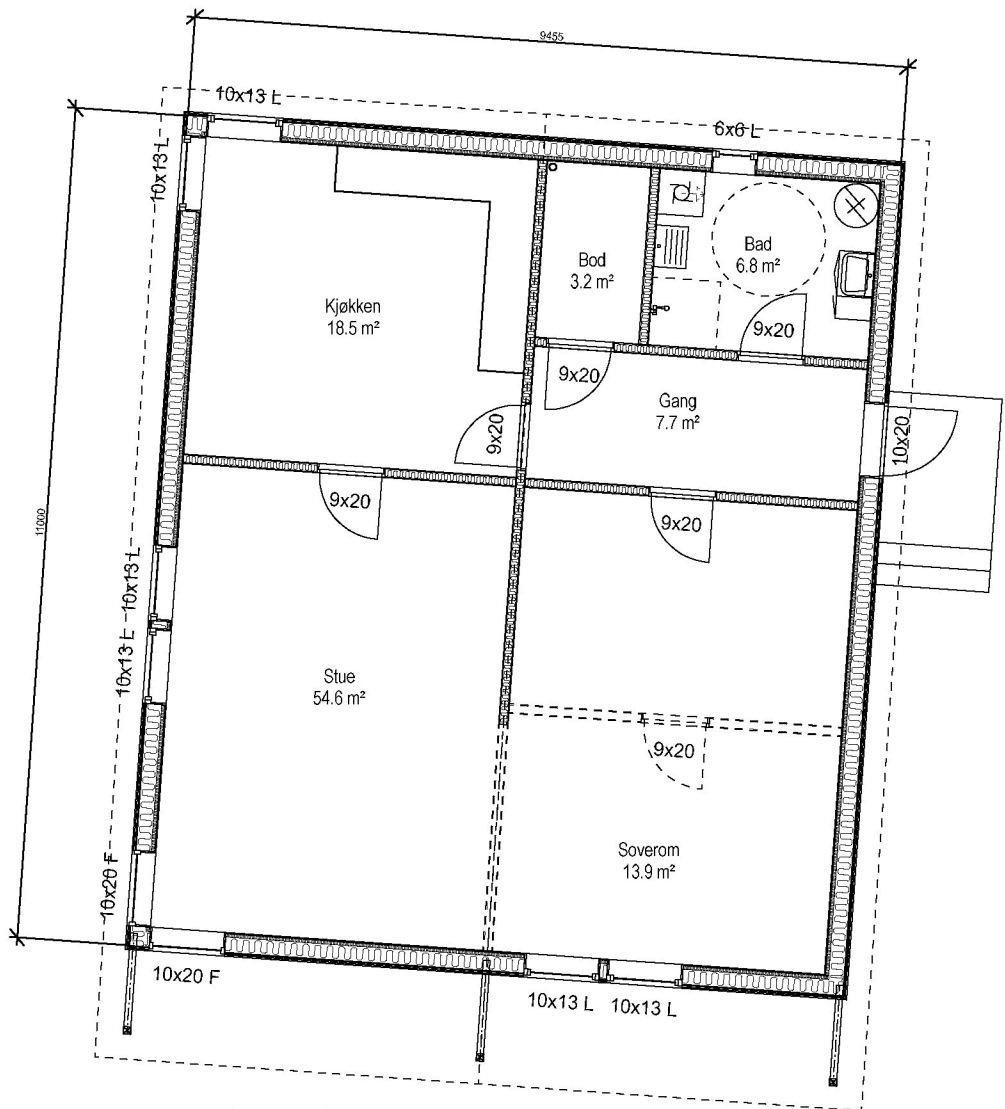 9455
10x13 L
6x6 L
10x13 L
Kjøkken
18.5 m²
Bod
3.2 m²
Bad
6.8 m²
9x20
9x20
9x20
Gang
7.7 m²
10x20
9x20
9x20
11000
10x13 L
10x13 L
Stue
54.6 m²
9x20
Soverom
13.9 m²
10x20 F
10x20 F
10x13 L
10x13 L